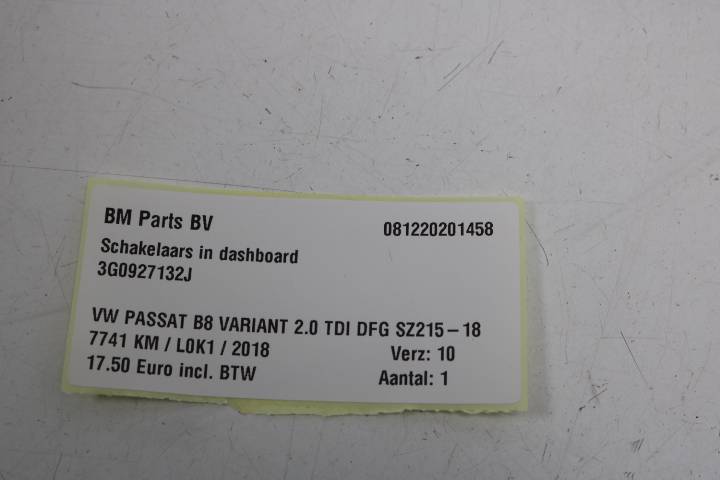 BM Parts BV 081220201458
Schakelaars in dashboard
3G0927132J
VW PASSAT B8 VARIANT 2.0 TDI DFG SZ215-18
7741 KM / L0K1 / 2018 Verz: 10
17.50 Euro incl. BTW Aantal: 1